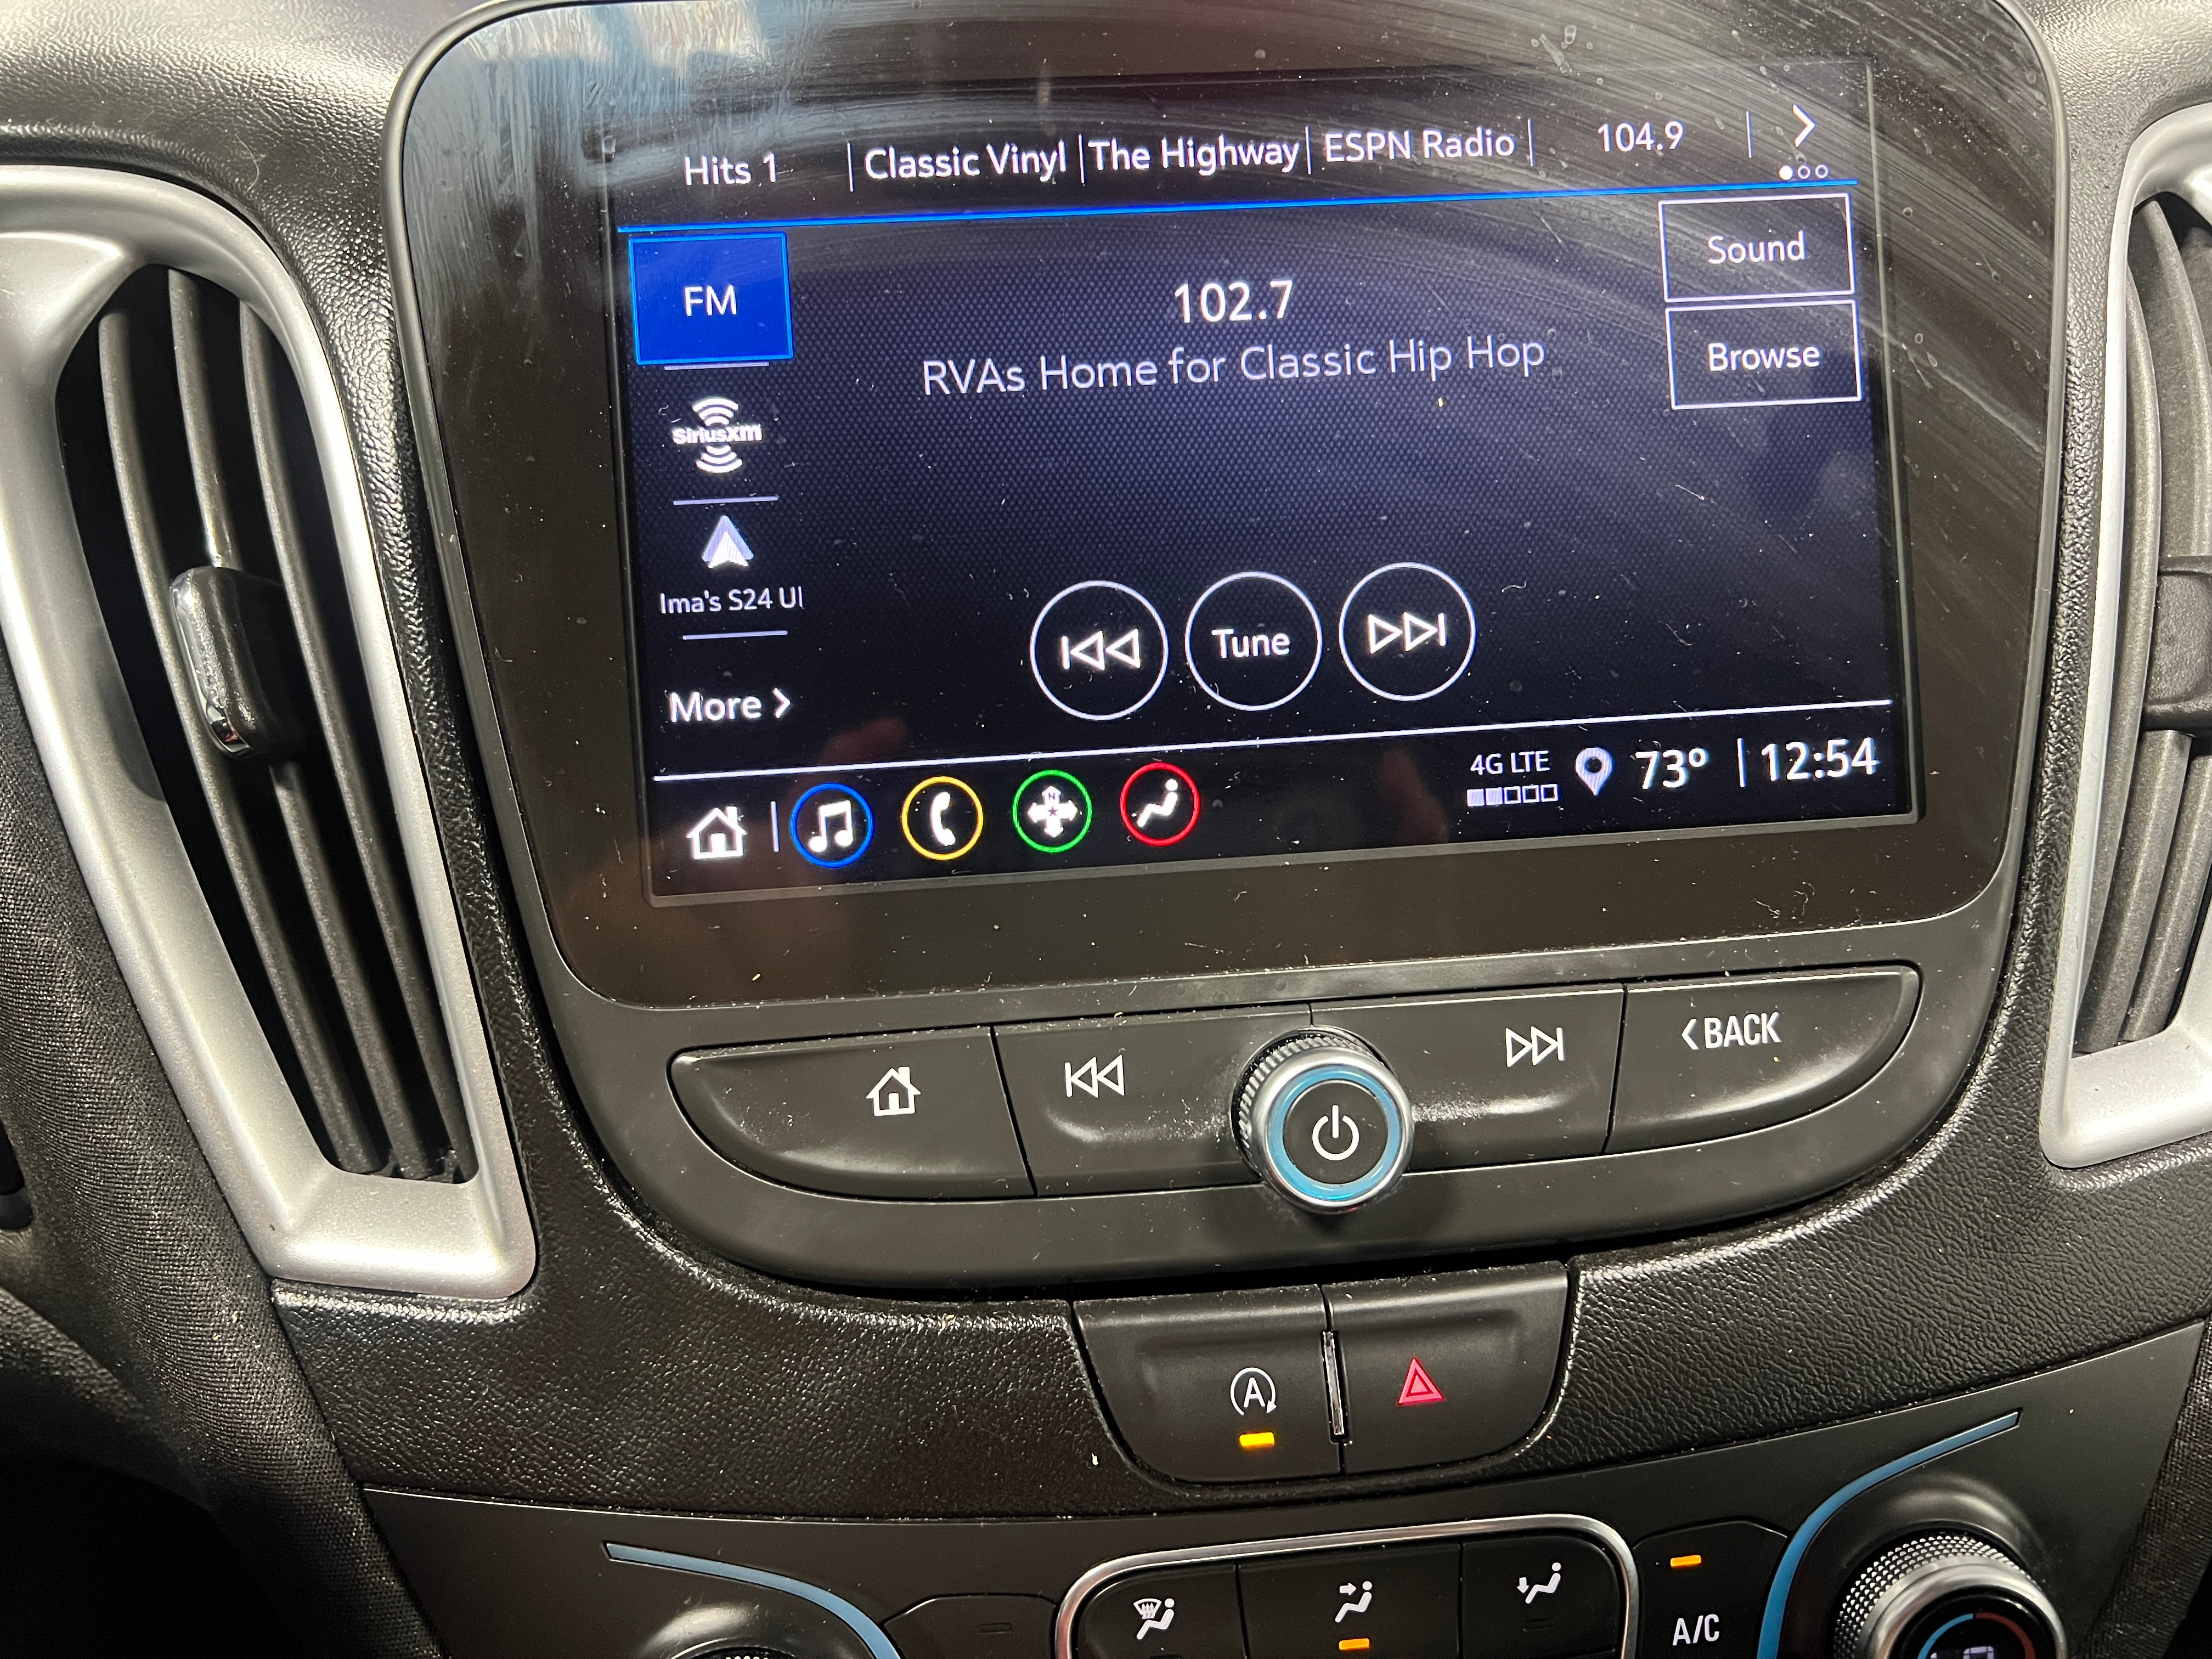 Hits 1 Classic Vinyl The Highway ESPN Radio 104.9
FM
102.7
Sound
RVAs Home for Classic Hip Hop
Browse
SiriusXM
Ima's S24 Ul
Tune
More
4G LTE 73° 12:54
N
BACK
A
A/C